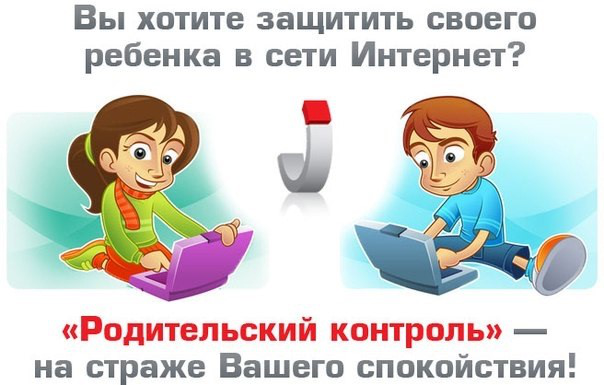 Вы хотите защитить своего
ребенка в сети Интернет?
«Родительский контроль» —
на страже Вашего спокойствия!